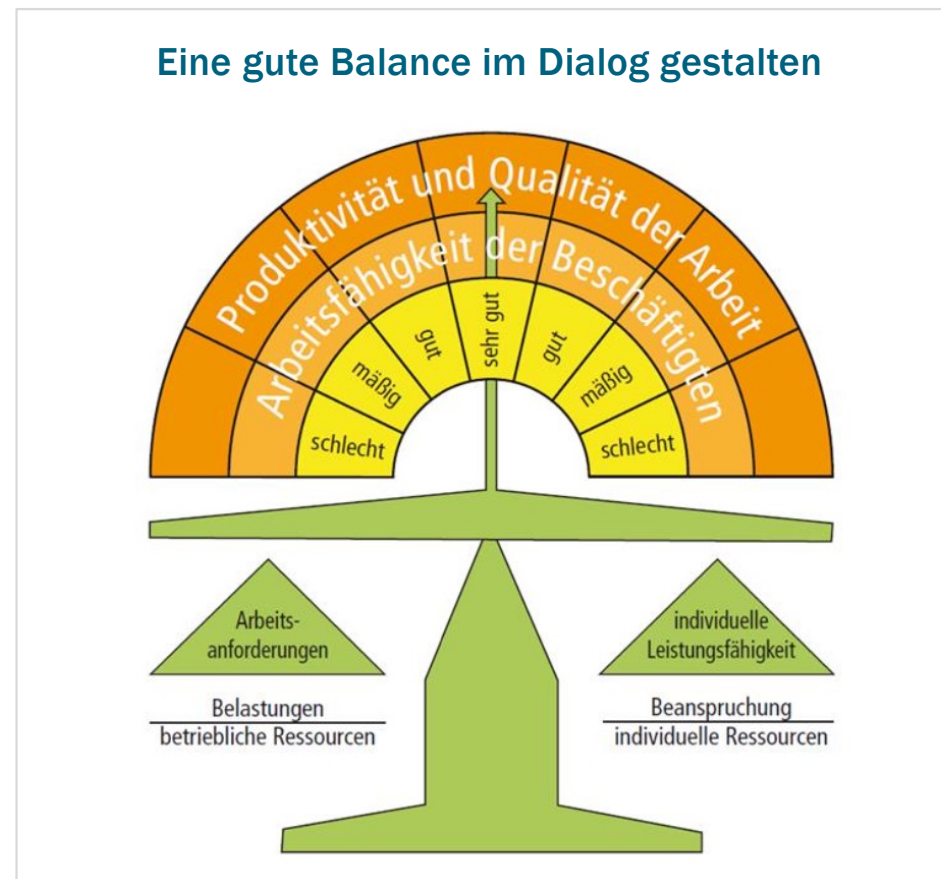 Eine gute Balance im Dialog gestalten
Produktivität und Qualität der Arbeit
Arbeitsfähigkeit der Beschäftigten
schlecht
mäßig
gut
sehr gut
gut
mäßig
schlecht
Arbeits-
anforderungen
individuelle
Leistungsfähigkeit
Belastungen
betriebliche Ressourcen
Beanspruchung
individuelle Ressourcen